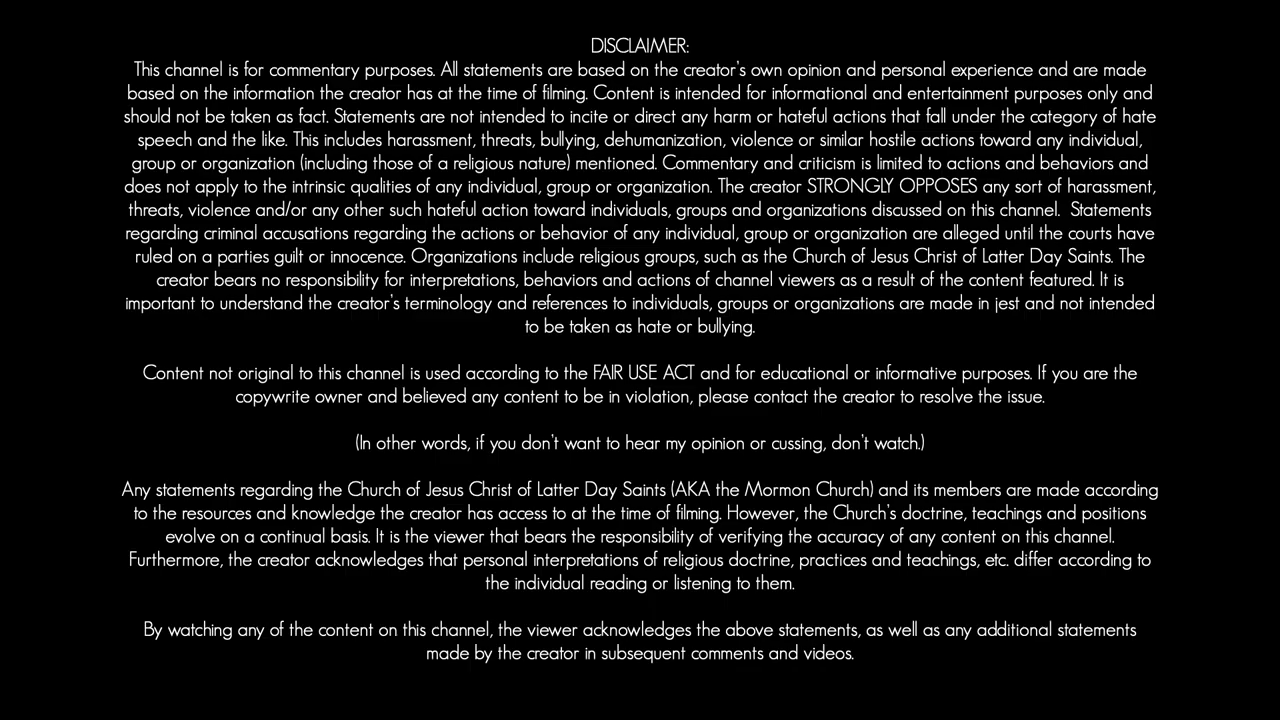 DISCLAIMER:
This channel is for commentary purposes. All statements are based on the creator's own opinion and personal experience and are made
based on the information the creator has at the time of filming. Content is intended for informational and entertainment purposes only and
should not be taken as fact. Statements are not intended to incite or direct any harm or hateful actions that fall under the category of hate
speech and the like. This includes harassment, threats, bullying, dehumanization, violence or similar hostile actions toward any individual,
group or organization (including those of a religious nature) mentioned. Commentary and criticism is limited to actions and behaviors and
does not apply to the intrinsic qualities of any individual, group or organization. The creator STRONGLY OPPOSES any sort of harassment,
threats, violence and/or any other such hateful action toward individuals, groups and organizations discussed on this channel.  Statements
regarding criminal accusations regarding the actions or behavior of any individual, group or organization are alleged until the courts have
ruled on a parties guilt or innocence. Organizations include religious groups, such as the Church of Jesus Christ of Latter Day Saints. The
creator bears no responsibility for interpretations, behaviors and actions of channel viewers as a result of the content featured. It is
important to understand the creator's terminology and references to individuals, groups or organizations are made in jest and not intended
to be taken as hate or bullying.
Content not original to this channel is used according to the FAIR USE ACT and for educational or informative purposes. If you are the
copywrite owner and believed any content to be in violation, please contact the creator to resolve the issue.
(In other words, if you don't want to hear my opinion or cussing, don't watch.)
Any statements regarding the Church of Jesus Christ of Latter Day Saints (AKA the Mormon Church) and its members are made according
to the resources and knowledge the creator has access to at the time of filming. However, the Church's doctrine, teachings and positions
evolve on a continual basis. It is the viewer that bears the responsibility of verifying the accuracy of any content on this channel.
Furthermore, the creator acknowledges that personal interpretations of religious doctrine, practices and teachings, etc. differ according to
the individual reading or listening to them.
By watching any of the content on this channel, the viewer acknowledges the above statements, as well as any additional statements
made by the creator in subsequent comments and videos.